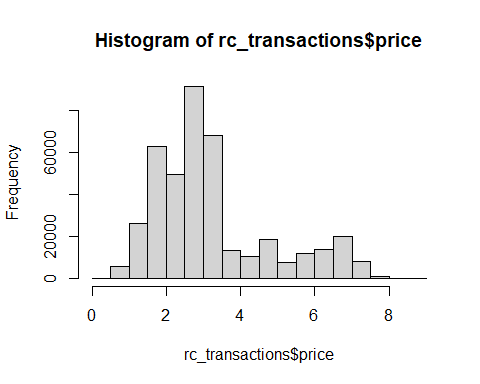 Histogram of rc_transactions$price
Frequency
60000
20000
0
0 2 4 6 8
rc_transactions$price